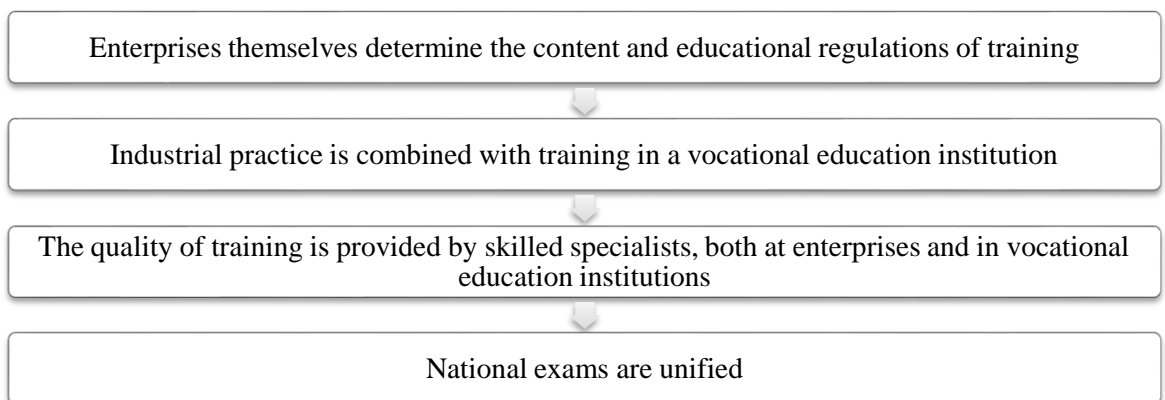 Enterprises themselves determine the content and educational regulations of training
Industrial practice is combined with training in a vocational education institution
The quality of training is provided by skilled specialists, both at enterprises and in vocational
education institutions
National exams are unified